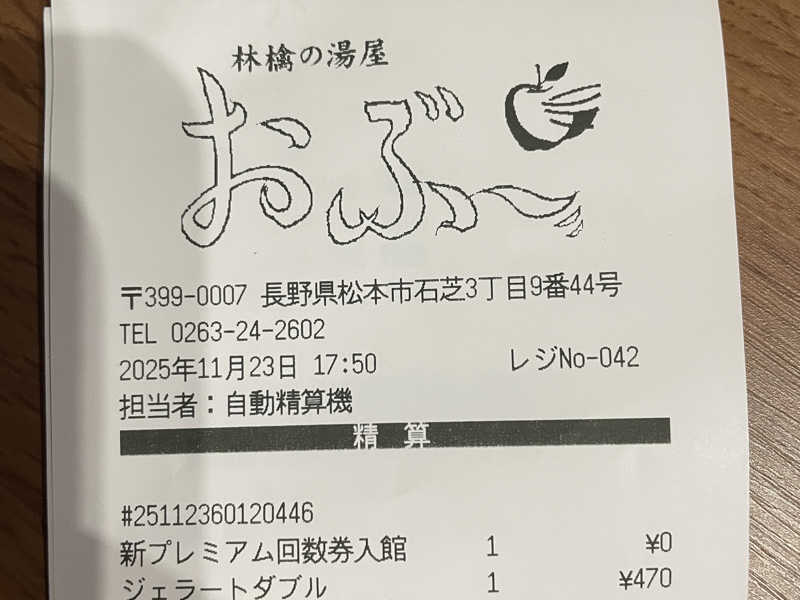 林檎の湯屋
おぶ～
〒399-0007 長野県松本市石芝3丁目9番44号
TEL 0263-24-2602
2025年11月23日 17:50 レジNo-042
担当者：自動精算機
精 算
#25112360120446
新プレミアム回数券入館 1 ¥0
ジェラートダブル 1 ¥470